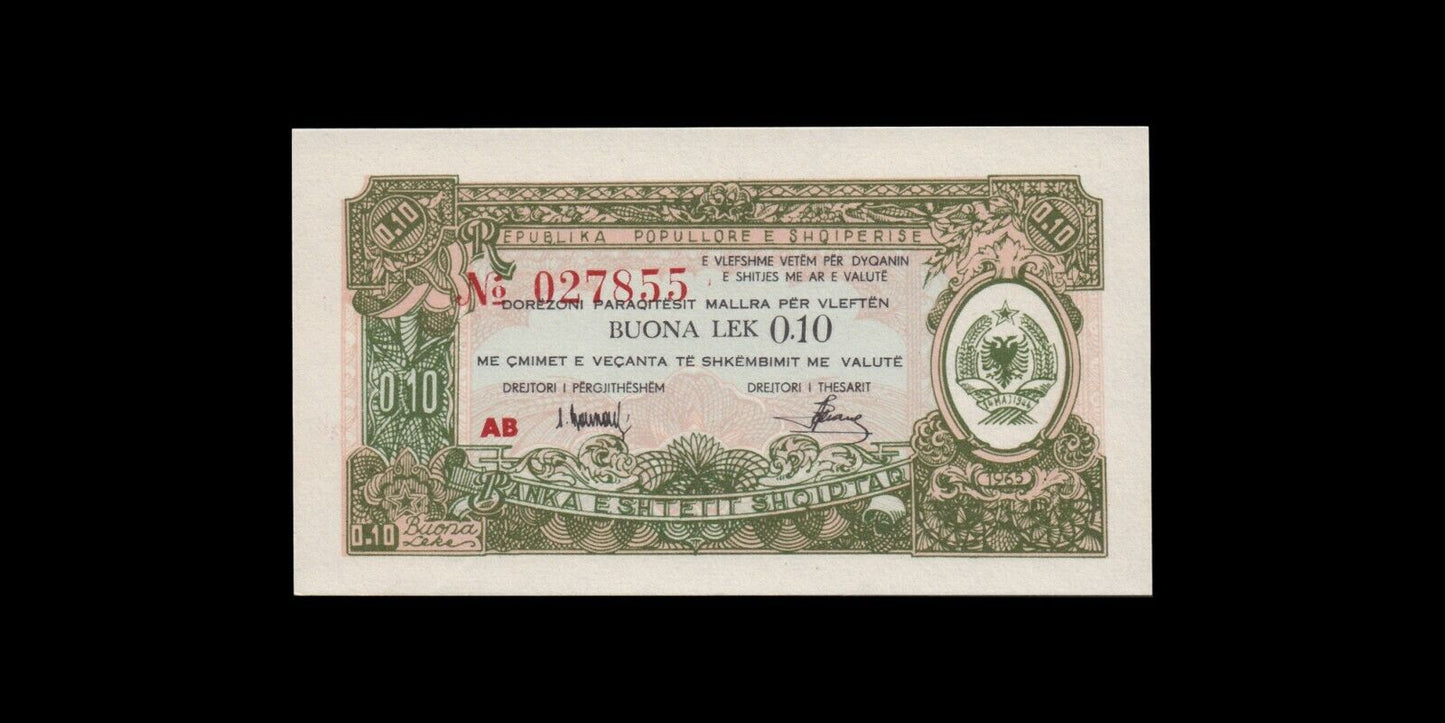 0.10
0.10
REPUBLIKA POPULLORE E SHQIPERISE
E VLEFSHME VETËM PËR DYQANIN
E SHITJES ME AR E VALUTË
№ 027855
DORËZONI PARAQITËSIT MALLRA PËR VLEFTËN
BUONA LEK 0.10
ME ÇMIMET E VEÇANTA TË SHKËMBIMIT ME VALUTË
DREJTORI I PËRGJITHËSHËM
DREJTORI I THESARIT
0.10
AB
BANKA E SHTETIT SHQIPTAR
1965
0.10
Buona
Leke